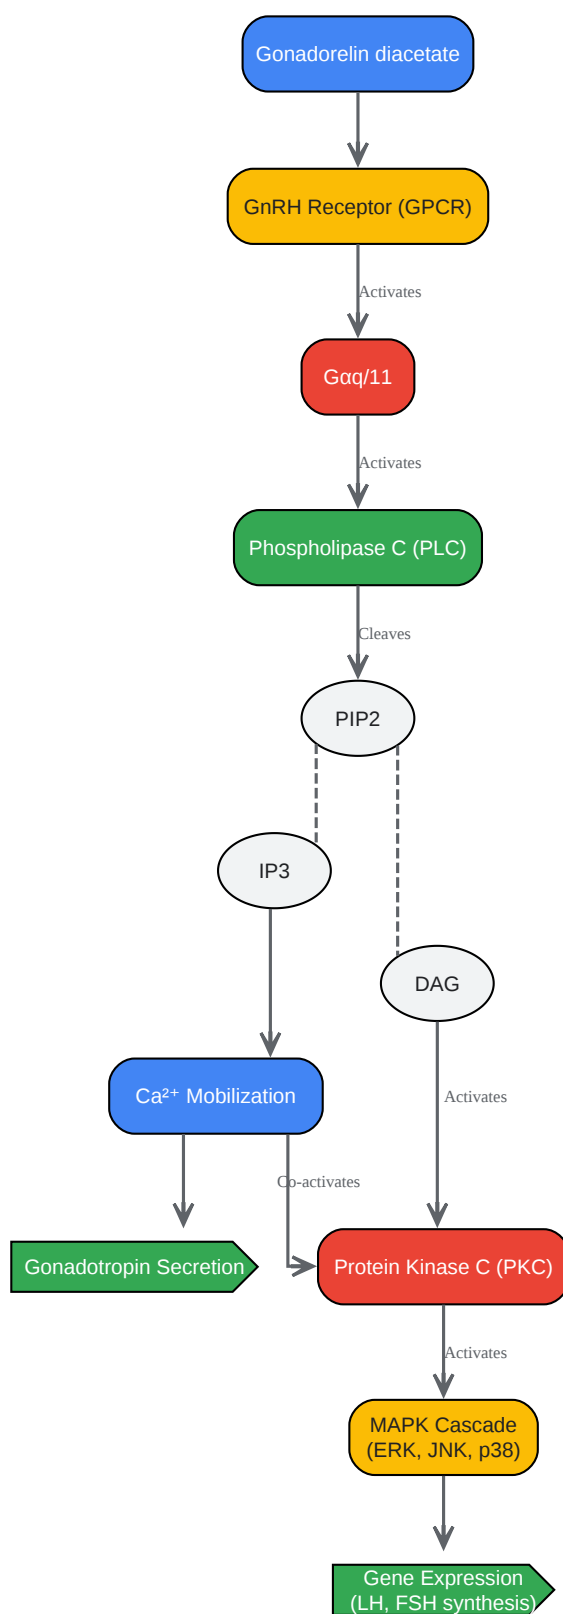 Gonadorelin diacetate
GnRH Receptor (GPCR)
Activates
Gαq/11
Activates
Phospholipase C (PLC)
Cleaves
PIP2
IP3
DAG
Ca²⁺ Mobilization
Activates
Co-activates
Gonadotropin Secretion
Protein Kinase C (PKC)
Activates
MAPK Cascade
(ERK, JNK, p38)
Gene Expression
(LH, FSH synthesis)